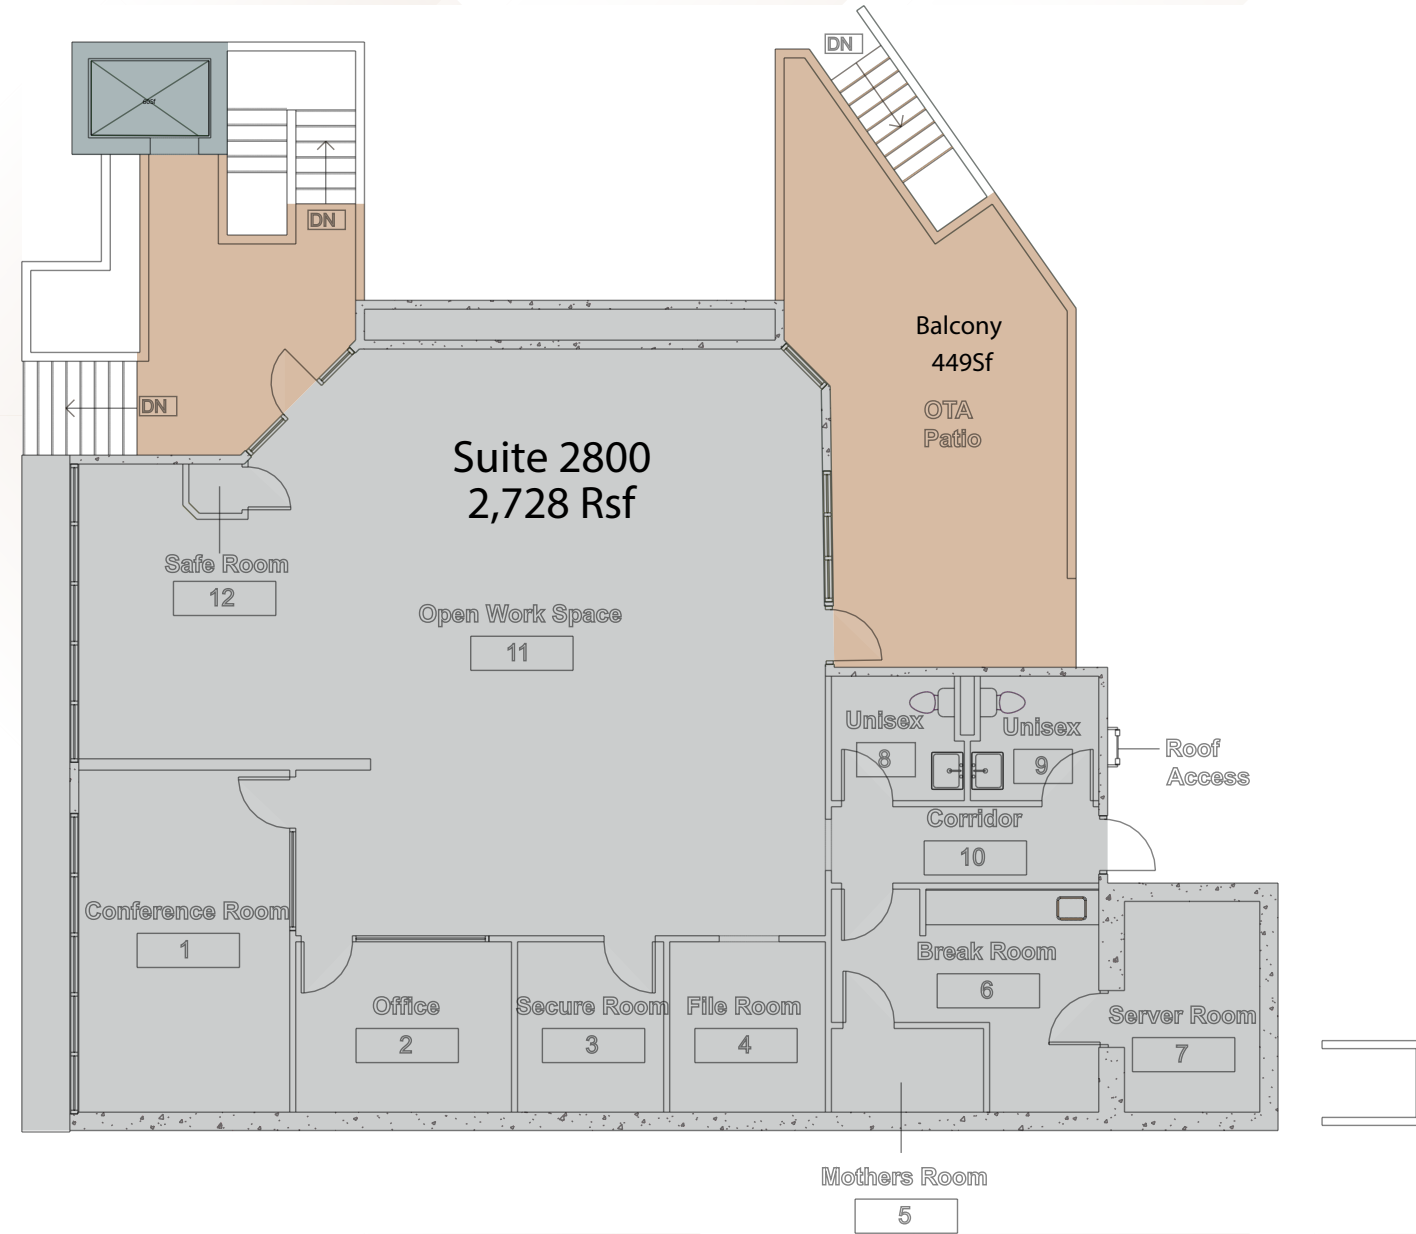 DN
DN
DN
Balcony
449Sf
OTA
Patio
Suite 2800
2,728 Rsf
Safe Room
12
Open Work Space
11
Unisex
8
Unisex
9
Roof
Access
Corridor
10
Conference Room
1
Break Room
6
Office
2
Secure Room
3
File Room
4
Server Room
7
Mothers Room
5